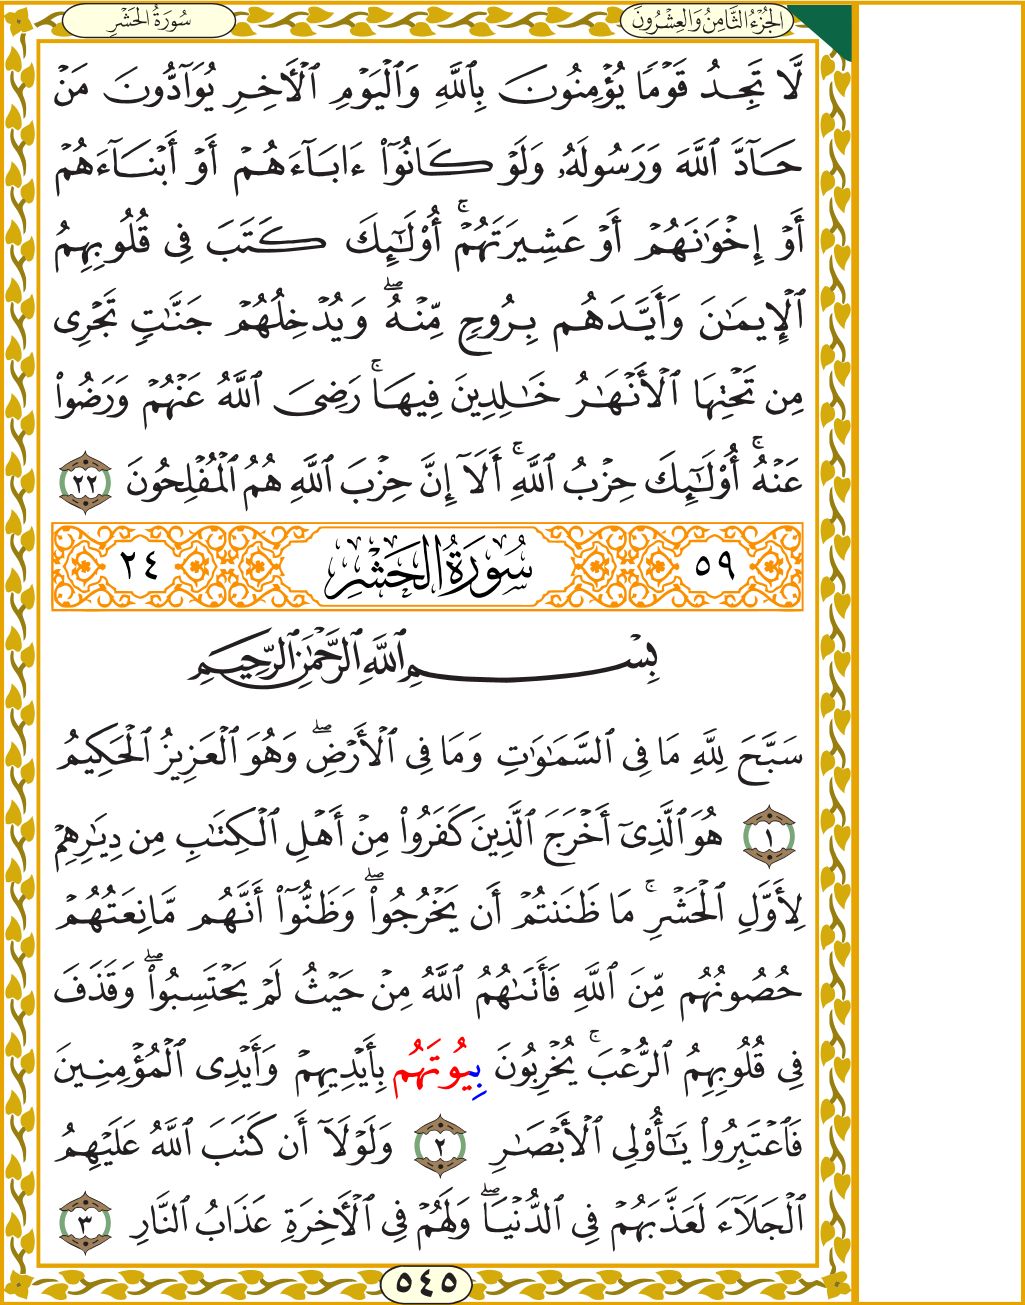 الجُزْءُ الثَّامِنُ وَالعِشْرُونَ
سُورَةُ الحَشْرِ
لَّا تَجِدُ قَوْمًا يُؤْمِنُونَ بِٱللَّهِ وَٱلْيَوْمِ ٱلْأَخِرِ يُوَآدُّونَ مَنْ
حَآدَّ ٱللَّهَ وَرَسُولَهُۥ وَلَوْ كَانُوٓا۟ ءَابَآءَهُمْ أَوْ أَبْنَآءَهُمْ
أَوْ إِخْوَٰنَهُمْ أَوْ عَشِيرَتَهُمْۚ أُو۟لَٰٓئِكَ كَتَبَ فِى قُلُوبِهِمُ
ٱلْإِيمَٰنَ وَأَيَّدَهُم بِرُوحٍ مِّنْهُۖ وَيُدْخِلُهُمْ جَنَّٰتٍ تَجْرِى
مِن تَحْتِهَا ٱلْأَنْهَٰرُ خَٰلِدِينَ فِيهَاۚ رَضِىَ ٱللَّهُ عَنْهُمْ وَرَضُوا۟
عَنْهُۚ أُو۟لَٰٓئِكَ حِزْبُ ٱللَّهِۚ أَلَآ إِنَّ حِزْبَ ٱللَّهِ هُمُ ٱلْمُفْلِحُونَ ٢٢
٥٩ سُورَةُ الحَشْرِ ٢٤
بِسْمِ ٱللَّهِ ٱلرَّحْمَٰنِ ٱلرَّحِيمِ
سَبَّحَ لِلَّهِ مَا فِى ٱلسَّمَٰوَٰتِ وَمَا فِى ٱلْأَرْضِۖ وَهُوَ ٱلْعَزِيزُ ٱلْحَكِيمُ
١ هُوَ ٱلَّذِىٓ أَخْرَجَ ٱلَّذِينَ كَفَرُوا۟ مِنْ أَهْلِ ٱلْكِتَٰبِ مِن دِيَٰرِهِمْ
لِأَوَّلِ ٱلْحَشْرِۚ مَا ظَنَنتُمْ أَن يَخْرُجُوا۟ۖ وَظَنُّوٓا۟ أَنَّهُم مَّانِعَتُهُمْ
حُصُونُهُم مِّنَ ٱللَّهِ فَأَتَىٰهُمُ ٱللَّهُ مِنْ حَيْثُ لَمْ يَحْتَسِبُوا۟ۖ وَقَذَفَ
فِى قُلُوبِهِمُ ٱلرُّعْبَۚ يُخْرِبُونَ بِيُوتَهُم بِأَيْدِيهِمْ وَأَيْدِى ٱلْمُؤْمِنِينَ
فَٱعْتَبِرُوا۟ يَٰٓأُو۟لِى ٱلْأَبْصَٰرِ ٢ وَلَوْلَآ أَن كَتَبَ ٱللَّهُ عَلَيْهِمُ
ٱلْجَلَآءَ لَعَذَّبَهُمْ فِى ٱلدُّنْيَاۖ وَلَهُمْ فِى ٱلْأَخِرَةِ عَذَابُ ٱلنَّارِ ٣
٥٤٥